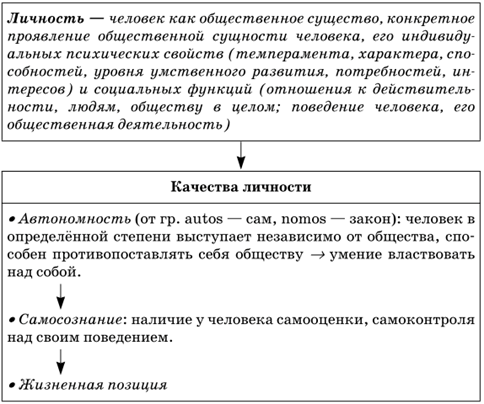 Личность — человек как общественное существо, конкретное
проявление общественной сущности человека, его индивиду-
альных психических свойств (темперамента, характера, спо-
собностей, уровня умственного развития, потребностей, ин-
тересов) и социальных функций (отношения к действитель-
ности, людям, обществу в целом; поведение человека, его
общественная деятельность)
Качества личности
• Автономность (от гр. autos — сам, nomos — закон): человек в
определённой степени выступает независимо от общества, спо-
собен противопоставлять себя обществу → умение властвовать
над собой.
• Самосознание: наличие у человека самооценки, самоконтроля
над своим поведением.
• Жизненная позиция